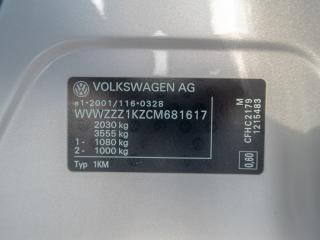 VOLKSWAGEN AG
e1*2001/116*0328
WVWZZZ1KZCM681617
2030 kg
3555 kg
1 - 1080 kg
2 - 1000 kg
Typ 1KM
M
CFHC2179
1215483
0,60